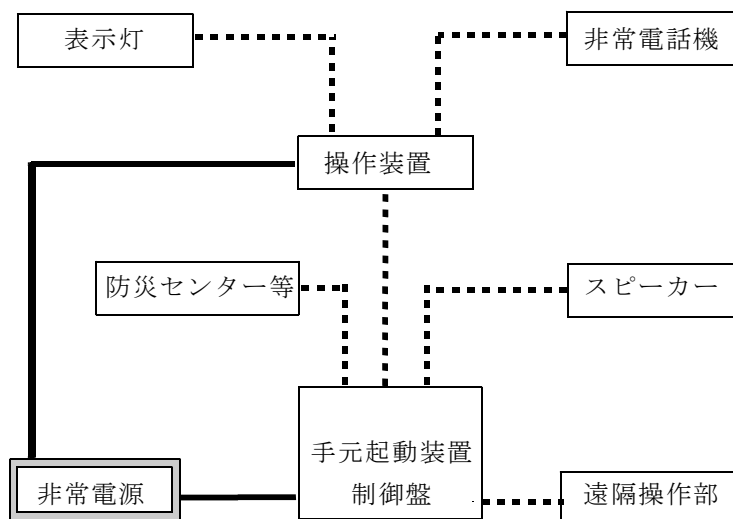 表示灯
非常電話機
操作装置
防災センター等
スピーカー
手元起動装置
制御盤
非常電源
遠隔操作部